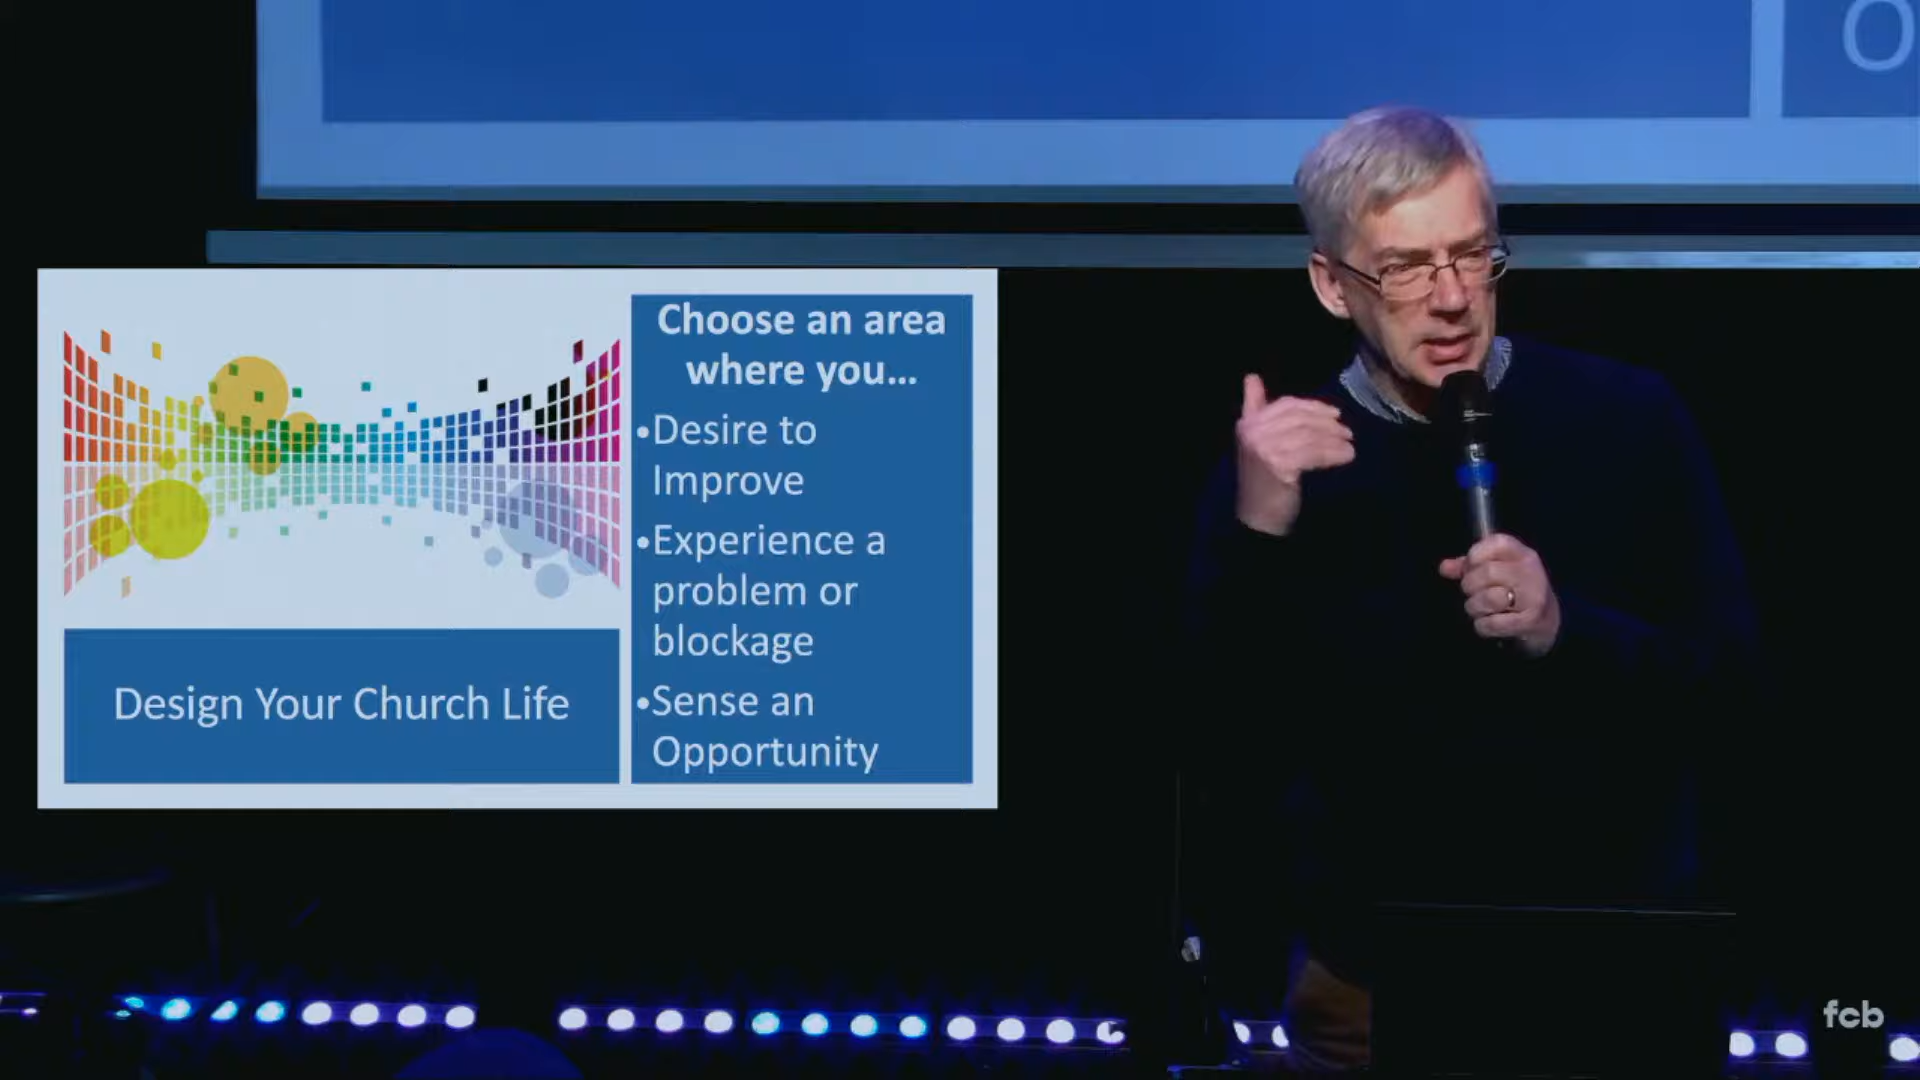 O
Choose an area
where you...
•Desire to
Improve
•Experience a
problem or
blockage
•Sense an
Opportunity
Design Your Church Life
fcb